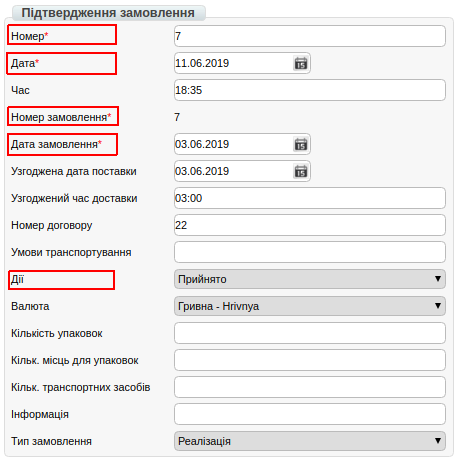 Підтвердження замовлення
Номер* 7
Дата* 11.06.2019
Час 18:35
Номер замовлення* 7
Дата замовлення* 03.06.2019
Узгоджена дата поставки 03.06.2019
Узгоджений час доставки 03:00
Номер договору 22
Умови транспортування
Дії Прийнято
Валюта Гривна - Hrivnya
Кількість упаковок
Кільк. місць для упаковок
Кільк. транспортних засобів
Інформація
Тип замовлення Реалізація